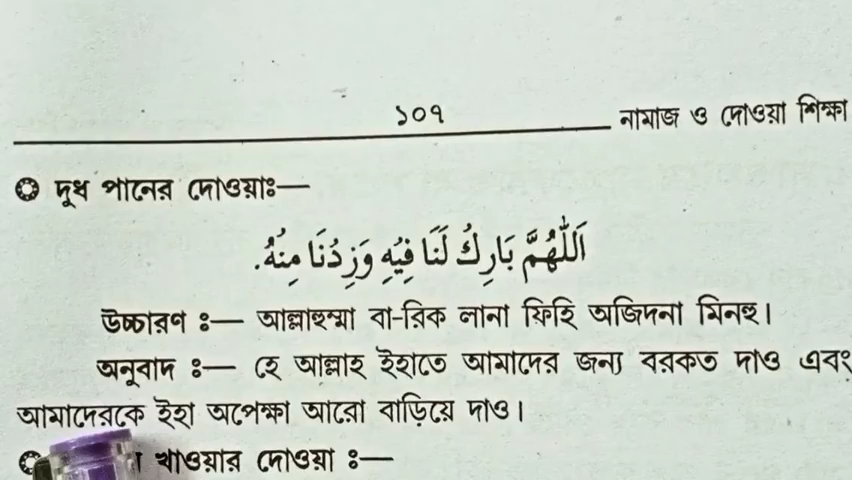 ১০৭ নামাজ ও দোওয়া শিক্ষা
দুধ পানের দোওয়াঃ—
اَللّٰهُمَّ بَارِكْ لَنَا فِيْهِ وَزِدْنَا مِنْهُ.
উচ্চারণ ঃ— আল্লাহুম্মা বা-রিক লানা ফিহি অজিদনা মিনহু।
অনুবাদ ঃ— হে আল্লাহ ইহাতে আমাদের জন্য বরকত দাও এবং
আমাদেরকে ইহা অপেক্ষা আরো বাড়িয়ে দাও।
খাওয়ার দোওয়া ঃ—